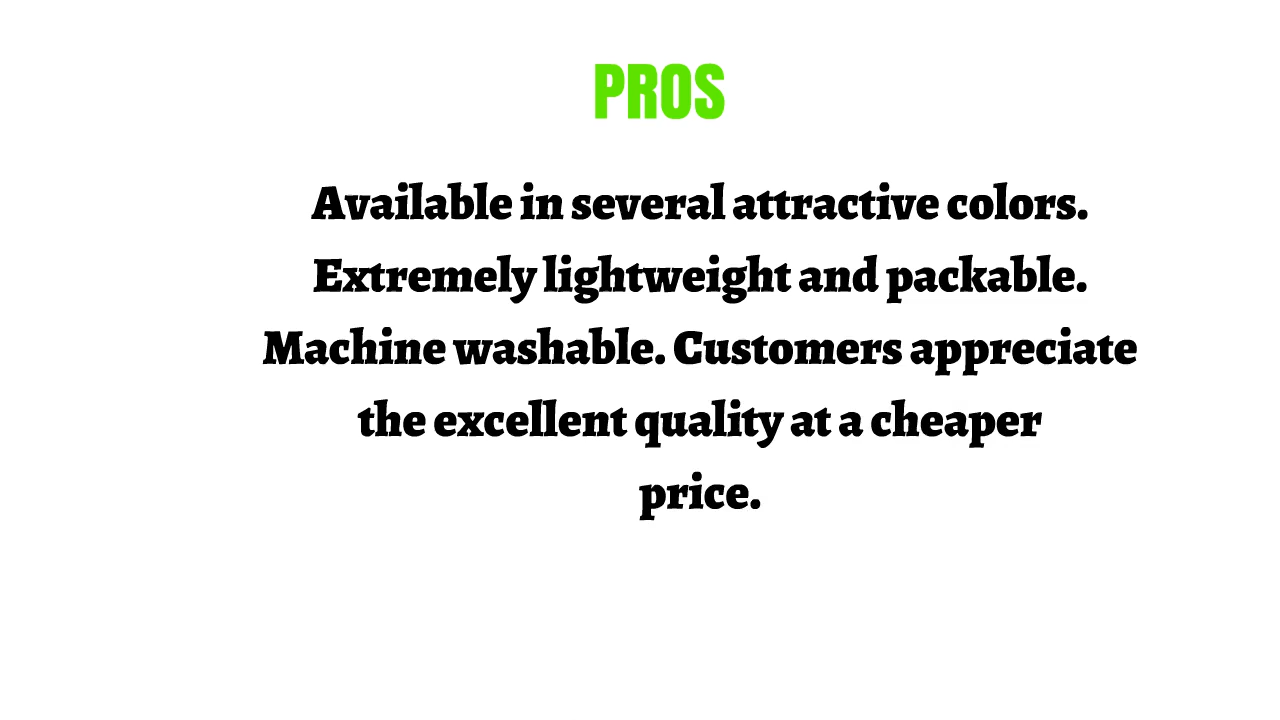 PROS
Available in several attractive colors.
Extremely lightweight and packable.
Machine washable. Customers appreciate
the excellent quality at a cheaper
price.